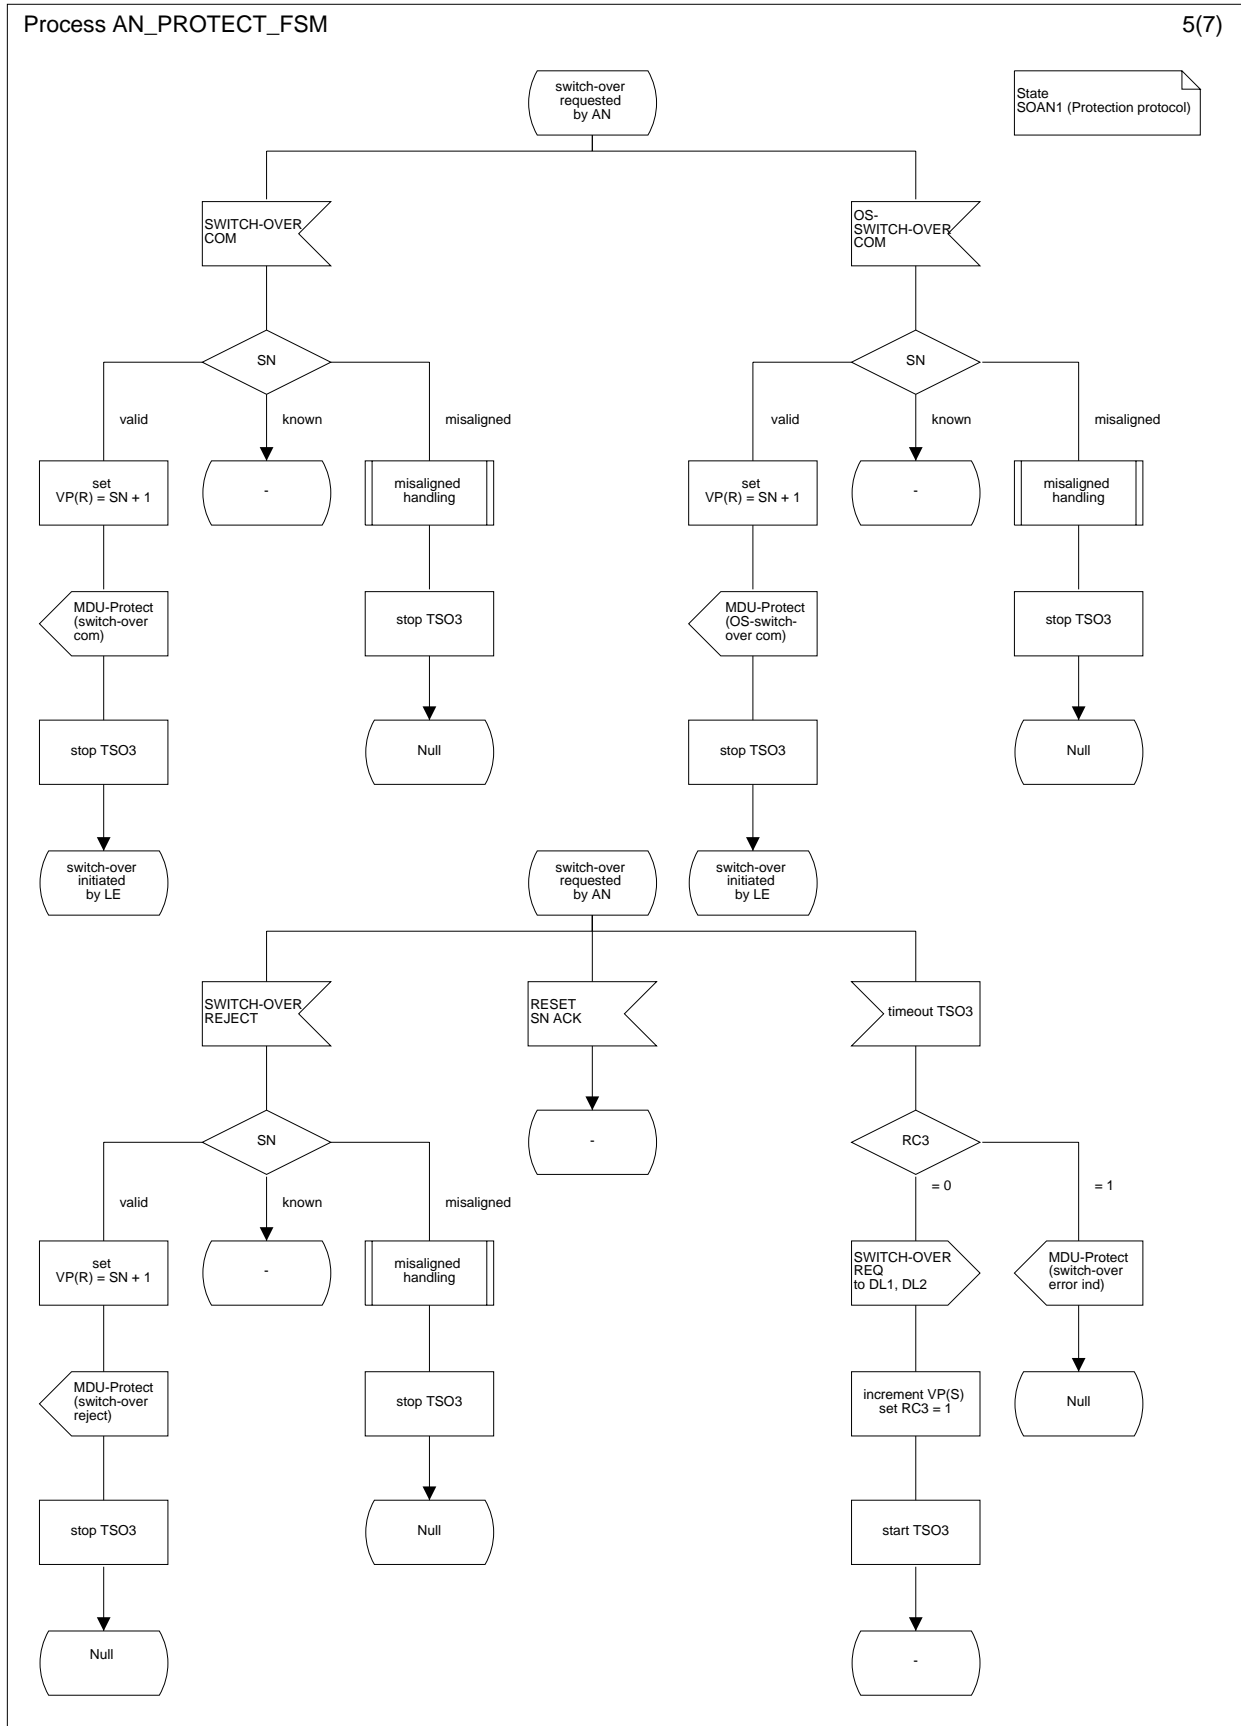 Process AN_PROTECT_FSM
5(7)
switch-over
requested
by AN
State
SOAN1 (Protection protocol)
SWITCH-OVER
COM
OS-
SWITCH-OVER
COM
SN
SN
valid
known
misaligned
valid
known
misaligned
set
VP(R) = SN + 1
-
misaligned
handling
set
VP(R) = SN + 1
-
misaligned
handling
MDU-Protect
(switch-over
com)
stop TSO3
MDU-Protect
(OS-switch-
over com)
stop TSO3
stop TSO3
Null
stop TSO3
Null
switch-over
initiated
by LE
switch-over
requested
by AN
switch-over
initiated
by LE
SWITCH-OVER
REJECT
RESET
SN ACK
timeout TSO3
SN
-
RC3
valid
known
misaligned
= 0
= 1
set
VP(R) = SN + 1
-
misaligned
handling
SWITCH-OVER
REQ
to DL1, DL2
MDU-Protect
(switch-over
error ind)
MDU-Protect
(switch-over
reject)
stop TSO3
increment VP(S)
set RC3 = 1
Null
stop TSO3
Null
start TSO3
Null
-